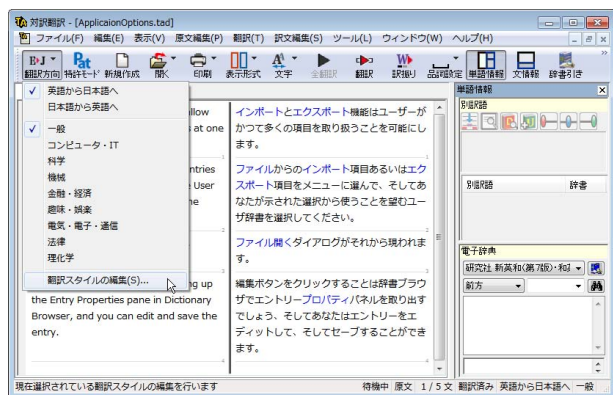 対訳翻訳 - [ApplicaionOptions.tad]
ファイル(F) 編集(E) 表示(V) 原文編集(P) 翻訳(T) 訳文編集(S) ツール(L) ウィンドウ(W) ヘルプ(H)
翻訳方向 特許モード 新規作成 開く 印刷 表示形式 文字 全翻訳 翻訳 訳振り 品詞設定 単語情報 文情報 辞書引き
英語から日本語へ
日本語から英語へ
一般
コンピュータ・IT
科学
機械
金融・経済
趣味・娯楽
電気・電子・通信
法律
理化学
翻訳スタイルの編集(S)...
llow
at one
ntries
User
ne
ng up
the Entry Properties pane in Dictionary
Browser, and you can edit and save the
entry.
インポートとエクスポート機能はユーザーが
かつて多くの項目を取り扱うことを可能にし
ます。
ファイルからのインポート項目あるいはエク
スポート項目をメニューに選んで、そしてあ
なたが示された選択から使うことを望むユー
ザ辞書を選択してください。
ファイル開くダイアログがそれから現われま
す。
編集ボタンをクリックすることは辞書ブラウ
ザでエントリープロパティパネルを取り出す
でしょう、そしてあなたはエントリーをエ
ディットして、そしてセーブすることができ
ます。
単語情報
別訳語
別訳語 辞書
電子辞典
研究社 新英和(第7版)・和
前方
現在選択されている翻訳スタイルの編集を行います 待機中 原文 1/5文 翻訳済み 英語から日本語へ 一般